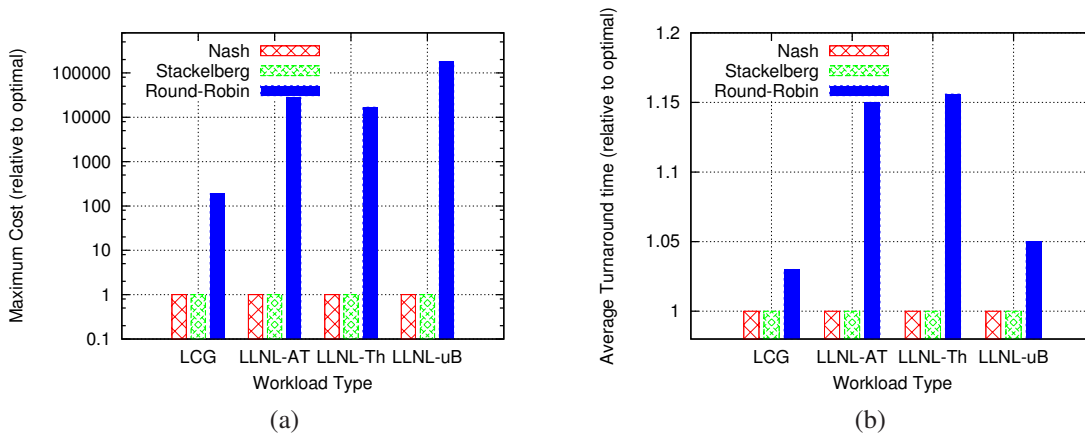 Maximum Cost (relative to optimal)
100000
10000
1000
100
10
1
0.1
Nash
Stackelberg
Round-Robin
LCG LLNL-AT LLNL-Th LLNL-uB
Workload Type
(a)
Average Turnaround time (relative to optimal)
1.2
1.15
1.1
1.05
1
Nash
Stackelberg
Round-Robin
LCG LLNL-AT LLNL-Th LLNL-uB
Workload Type
(b)